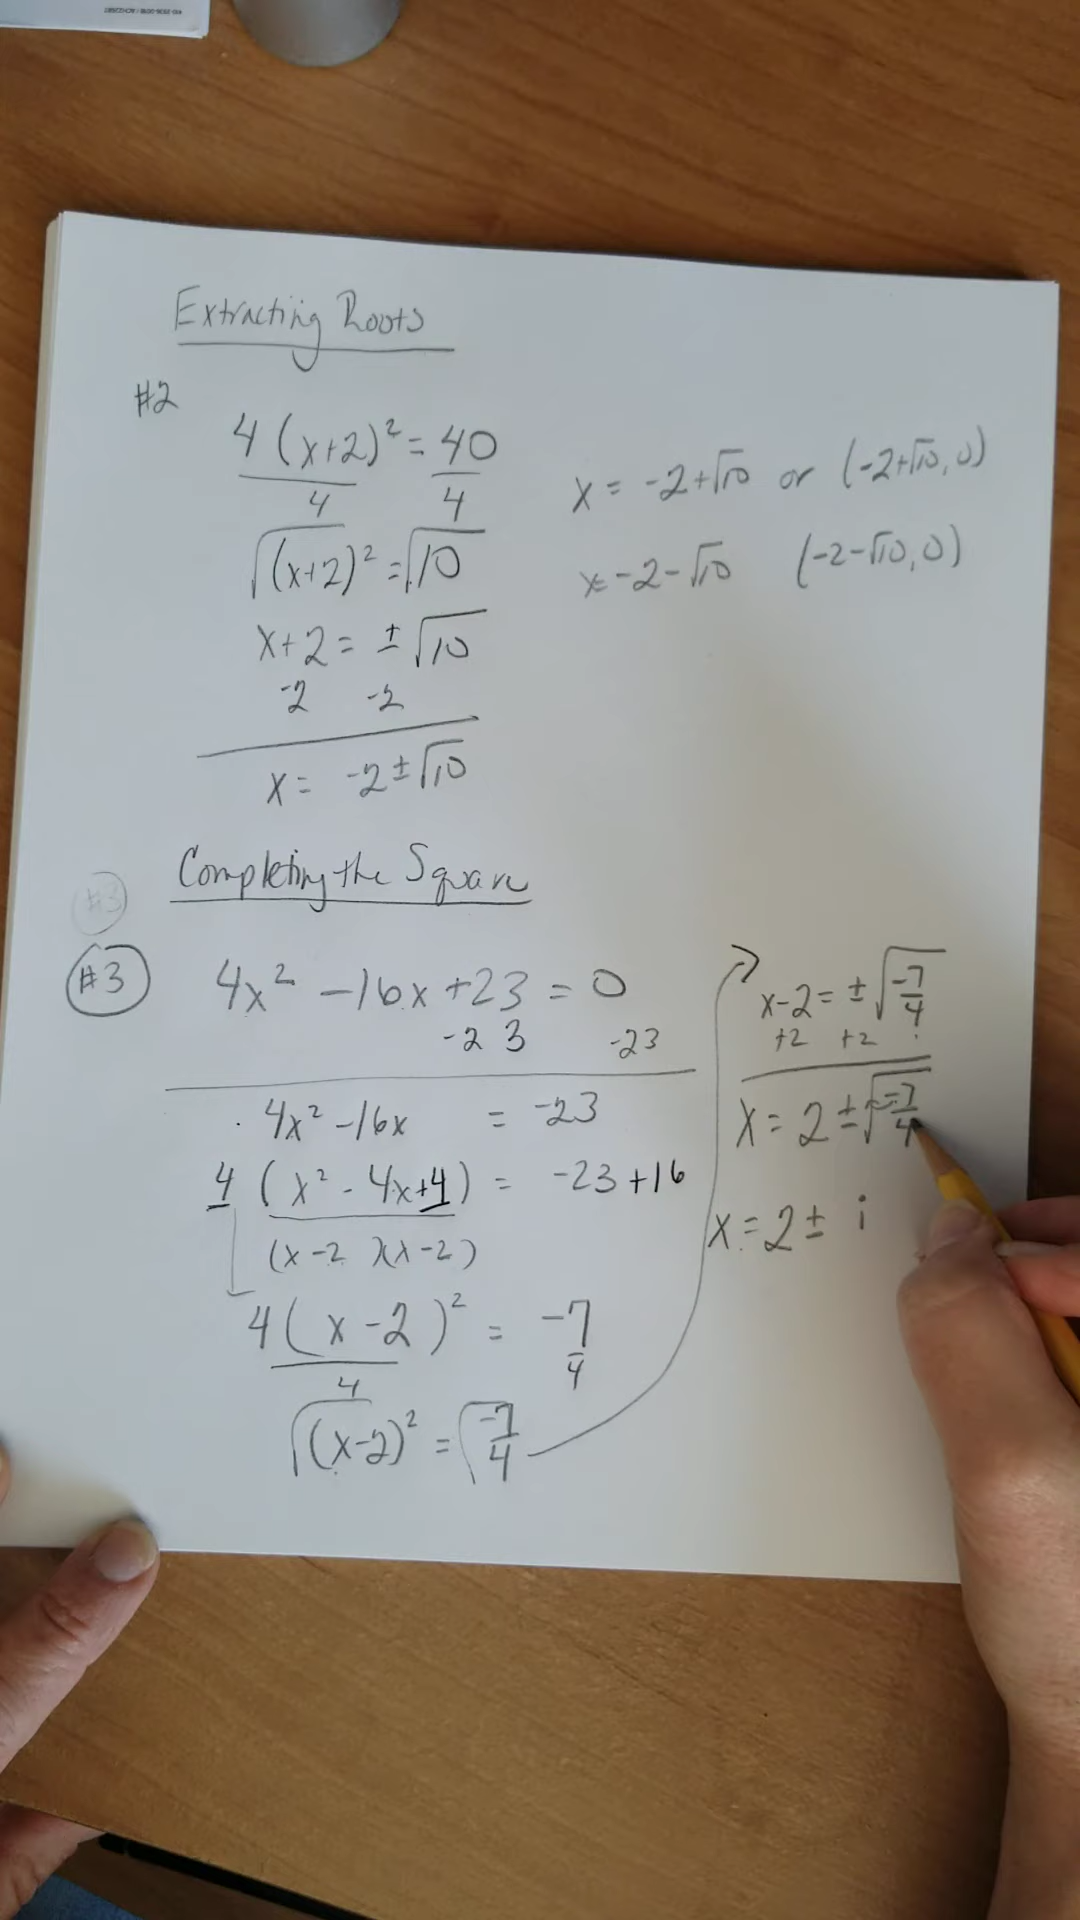 Extracting Roots
#2
4(x+2)² = 40
4 4
√(x+2)² = √10
x+2 = ±√10
-2 -2
x = -2±√10
x = -2+√10 or (-2+√10, 0)
x = -2-√10 (-2-√10, 0)
Completing the Square
#3
#3
4x² - 16x + 23 = 0
-23 -23
4x² - 16x = -23
4(x² - 4x + 4) = -23 + 16
(x-2)(x-2)
4(x-2)² = -7
4 4
√(x-2)² = √-7/4
x-2 = ±√-7/4
+2 +2
x = 2 ±√-7/4
x = 2 ± i